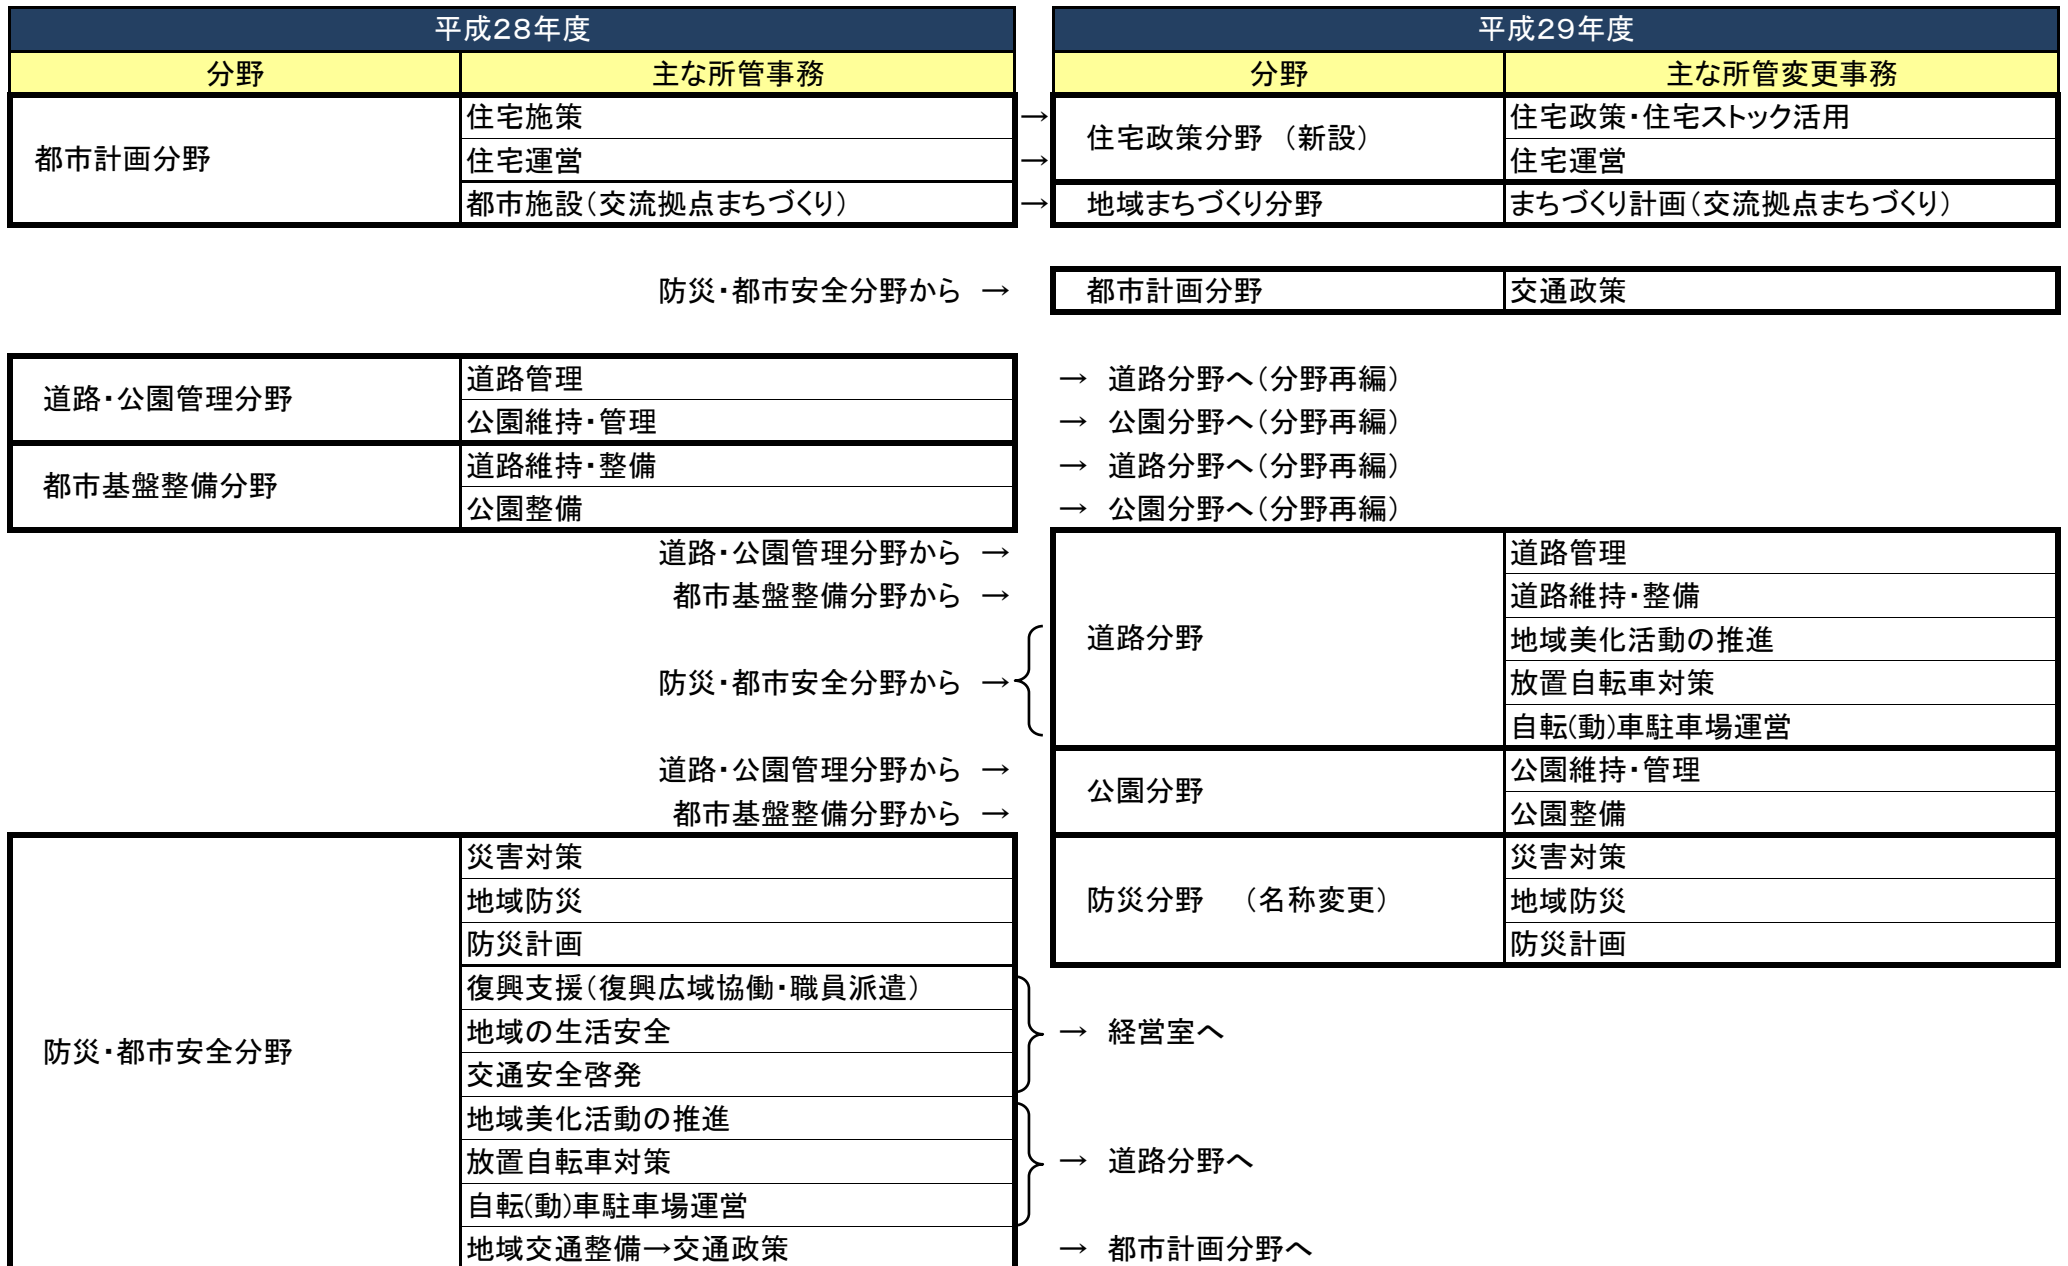 平成28年度 平成29年度
分野 主な所管事務 分野 主な所管変更事務
都市計画分野 住宅施策 → 住宅政策分野 （新設） 住宅政策・住宅ストック活用
住宅運営 → 住宅運営
都市施設（交流拠点まちづくり） → 地域まちづくり分野 まちづくり計画（交流拠点まちづくり）
防災・都市安全分野から → 都市計画分野 交通政策
道路・公園管理分野 道路管理 → 道路分野へ（分野再編）
公園維持・管理 → 公園分野へ（分野再編）
都市基盤整備分野 道路維持・整備 → 道路分野へ（分野再編）
公園整備 → 公園分野へ（分野再編）
道路・公園管理分野から → 道路分野 道路管理
都市基盤整備分野から → 道路維持・整備
地域美化活動の推進
防災・都市安全分野から → 放置自転車対策
自転(動)車駐車場運営
道路・公園管理分野から → 公園分野 公園維持・管理
都市基盤整備分野から → 公園整備
防災・都市安全分野 災害対策 防災分野 （名称変更） 災害対策
地域防災 地域防災
防災計画 防災計画
復興支援（復興広域協働・職員派遣）
地域の生活安全 → 経営室へ
交通安全啓発
地域美化活動の推進
放置自転車対策 → 道路分野へ
自転(動)車駐車場運営
地域交通整備→交通政策 → 都市計画分野へ